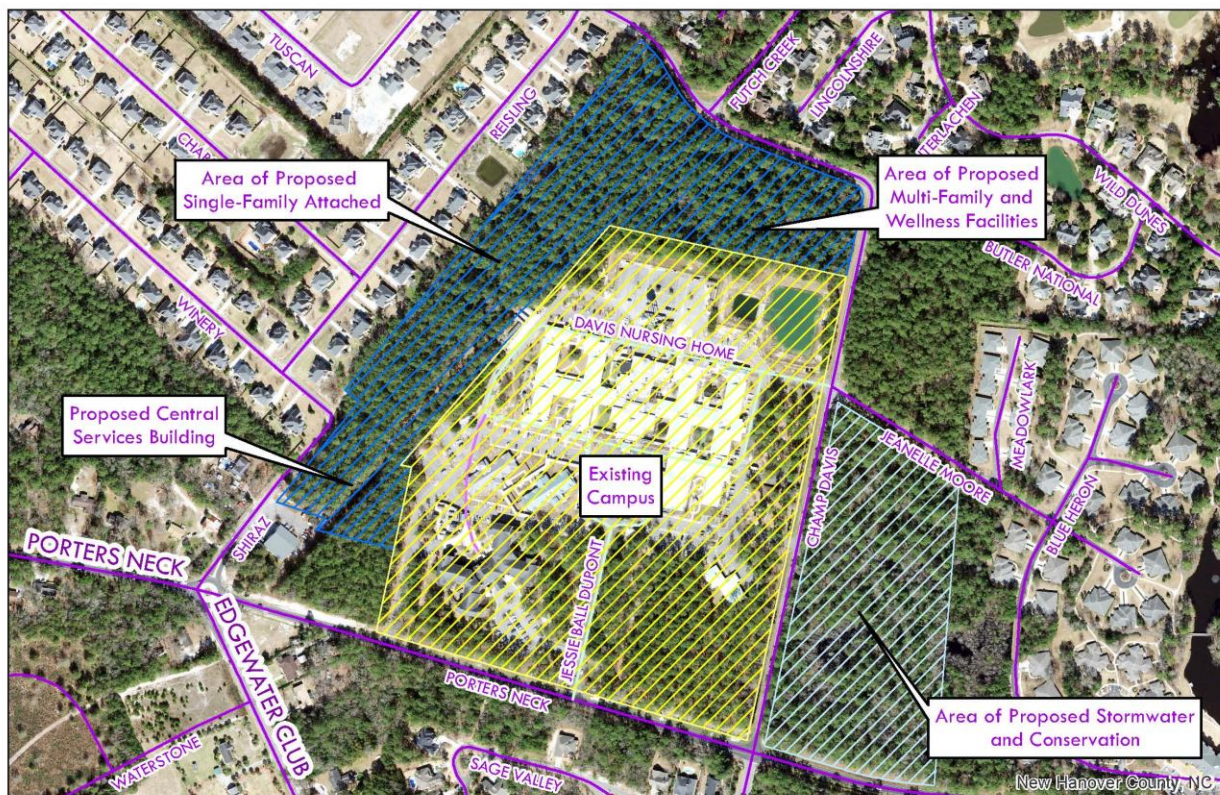 TUSCAN
REISLING
FUTCH CREEK
LINCOLNSHIRE
Area of Proposed
Single-Family Attached
Area of Proposed
Multi-Family and
Wellness Facilities
WILD DUNES
BUTLER NATIONAL
WINERY
DAVIS NURSING HOME
Proposed Central
Services Building
MEADOWLARK
JEANELLE MOORE
Existing
Campus
CHAMP DAVIS
BLUE HERON
SHIRAZ
PORTERS NECK
EDGEWATER CLUB
JESSIE BALL DUPONT
PORTERS NECK
Area of Proposed Stormwater
and Conservation
WATERSTONE
SAGE VALLEY
New Hanover County, NC